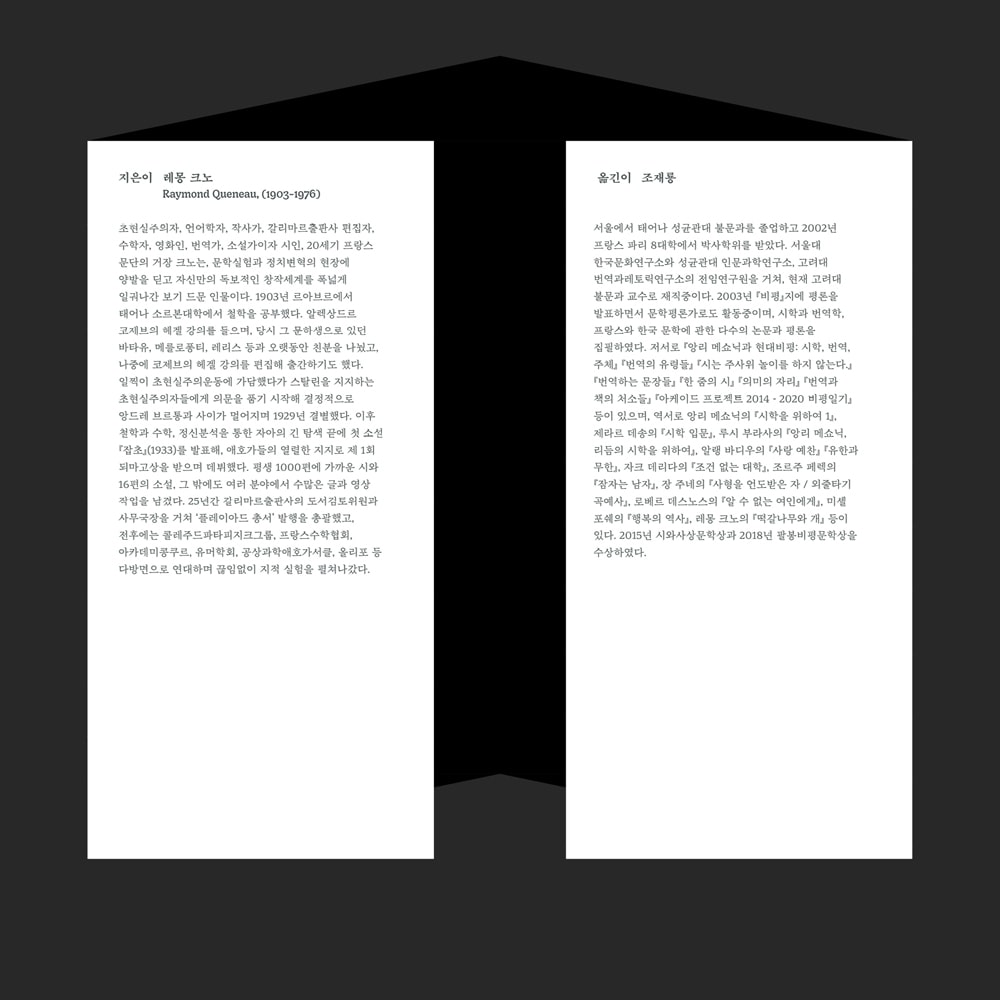 지은이 레몽 크노
Raymond Queneau, (1903-1976)
초현실주의자, 언어학자, 작사가, 갈리마르출판사 편집자,
수학자, 영화인, 번역가, 소설가이자 시인, 20세기 프랑스
문단의 거장 크노는, 문학실험과 정치변혁의 현장에
양발을 딛고 자신만의 독보적인 창작세계를 폭넓게
일궈나간 보기 드문 인물이다. 1903년 르아브르에서
태어나 소르본대학에서 철학을 공부했다. 알렉상드르
코제브의 헤겔 강의를 들으며, 당시 그 문하생으로 있던
바타유, 메를로퐁티, 레리스 등과 오랫동안 친분을 나눴고,
나중에 코제브의 헤겔 강의를 편집해 출간하기도 했다.
일찍이 초현실주의운동에 가담했다가 스탈린을 지지하는
초현실주의자들에게 의문을 품기 시작해 결정적으로
앙드레 브르통과 사이가 멀어지며 1929년 결별했다. 이후
철학과 수학, 정신분석을 통한 자아의 긴 탐색 끝에 첫 소설
『잡초』(1933)를 발표해, 애호가들의 열렬한 지지로 제 1회
되마고상을 받으며 데뷔했다. 평생 1000편에 가까운 시와
16편의 소설, 그 밖에도 여러 분야에서 수많은 글과 영상
작업을 남겼다. 25년간 갈리마르출판사의 도서검토위원과
사무국장을 거쳐 '플레이아드 총서' 발행을 총괄했고,
전후에는 콜레주드파타피지크그룹, 프랑스수학협회,
아카데미콩쿠르, 유머학회, 공상과학애호가서클, 울리포 등
다방면으로 연대하며 끊임없이 지적 실험을 펼쳐나갔다.
옮긴이 조재룡
서울에서 태어나 성균관대 불문과를 졸업하고 2002년
프랑스 파리 8대학에서 박사학위를 받았다. 서울대
한국문화연구소와 성균관대 인문과학연구소, 고려대
번역과레토릭연구소의 전임연구원을 거쳐, 현재 고려대
불문과 교수로 재직중이다. 2003년 『비평』지에 평론을
발표하면서 문학평론가로도 활동중이며, 시학과 번역학,
프랑스와 한국 문학에 관한 다수의 논문과 평론을
집필하였다. 저서로 『앙리 메쇼닉과 현대비평: 시학, 번역,
주체』 『번역의 유령들』 『시는 주사위 놀이를 하지 않는다』
『번역하는 문장들』 『한 줌의 시』 『의미의 자리』 『번역과
책의 처소들』 『아케이드 프로젝트 2014 - 2020 비평일기』
등이 있으며, 역서로 앙리 메쇼닉의 『시학을 위하여 1』,
제라르 데송의 『시학 입문』, 루시 부라사의 『앙리 메쇼닉,
리듬의 시학을 위하여』, 알랭 바디우의 『사랑 예찬』 『유한과
무한』, 자크 데리다의 『조건 없는 대학』, 조르주 페렉의
『잠자는 남자』, 장 주네의 『사형을 언도받은 자 / 외줄타기
곡예사』, 로베르 데스노스의 『알 수 없는 여인에게』, 미셸
포쉐의 『행복의 역사』, 레몽 크노의 『떡갈나무와 개』 등이
있다. 2015년 시와사상문학상과 2018년 팔봉비평문학상을
수상하였다.